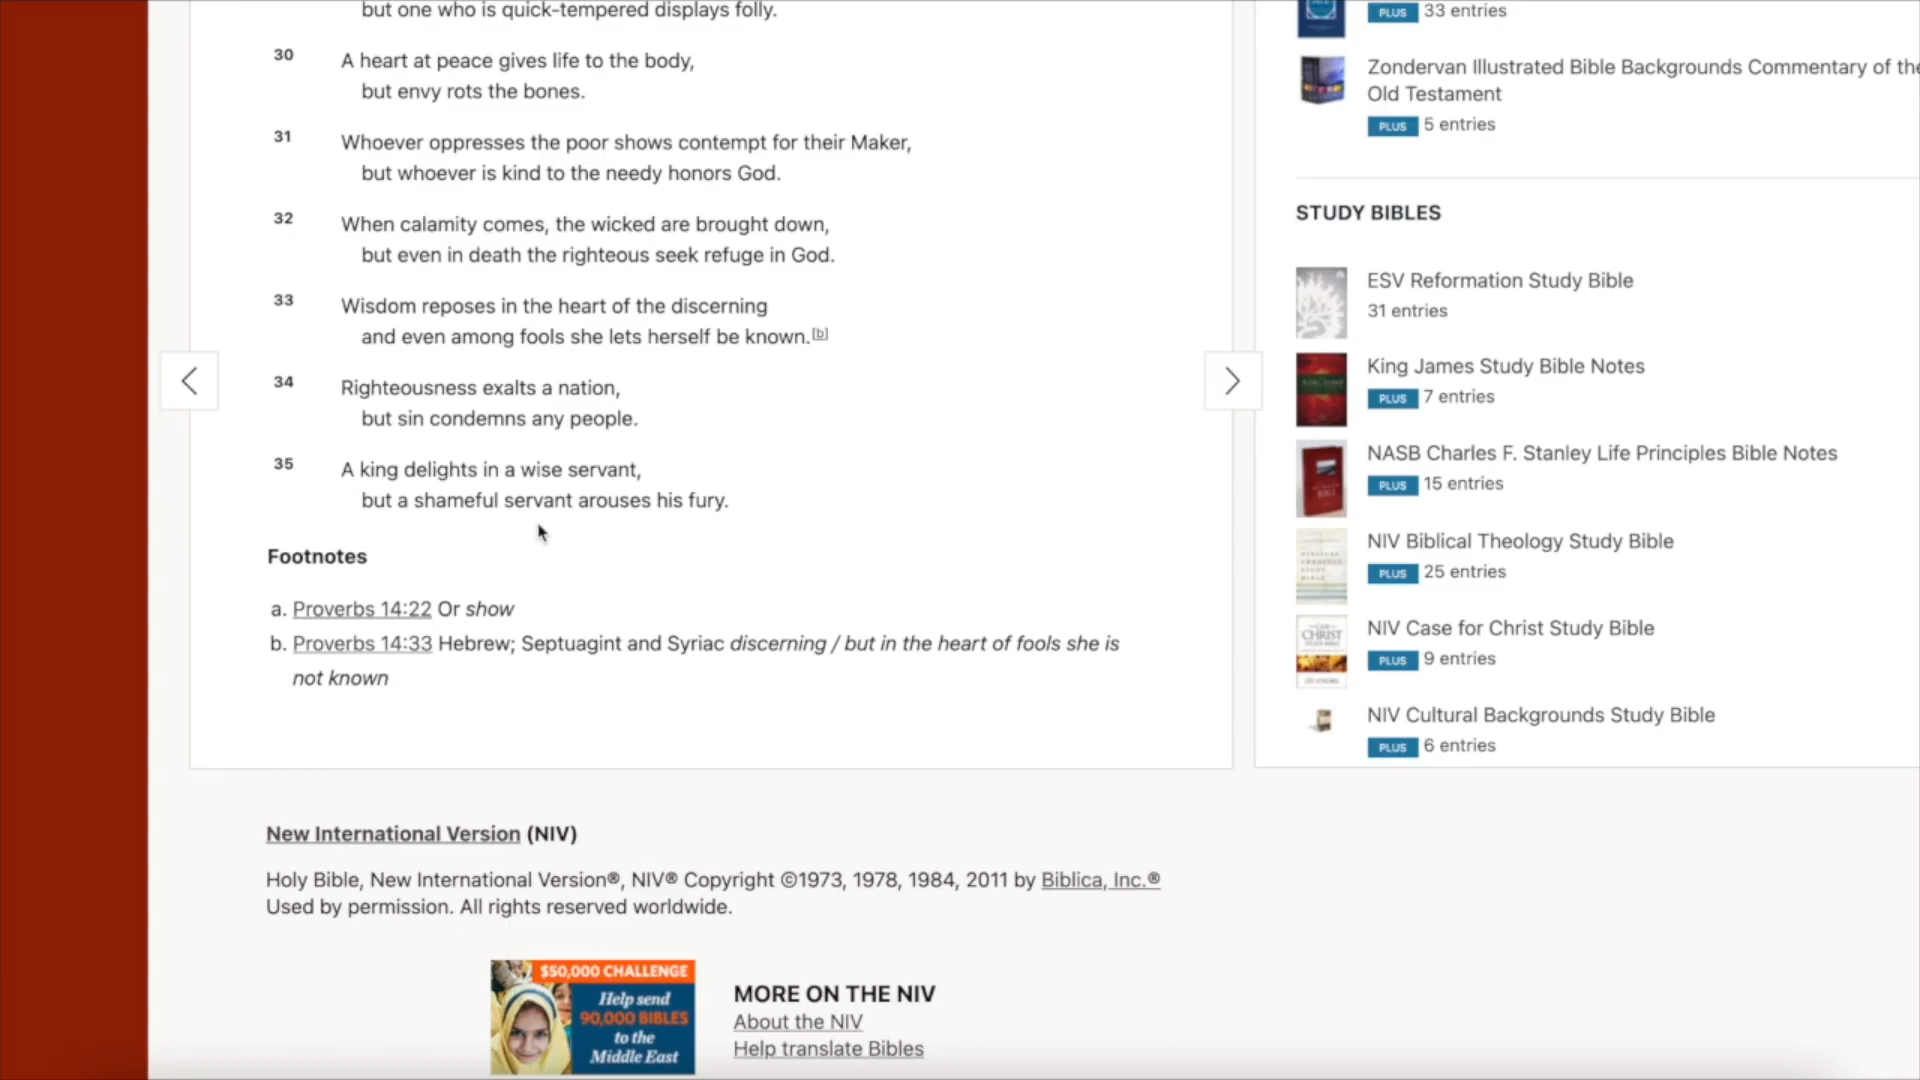 but one who is quick-tempered displays folly.
30 A heart at peace gives life to the body,
but envy rots the bones.
31 Whoever oppresses the poor shows contempt for their Maker,
but whoever is kind to the needy honors God.
32 When calamity comes, the wicked are brought down,
but even in death the righteous seek refuge in God.
33 Wisdom reposes in the heart of the discerning
and even among fools she lets herself be known.[b]
34 Righteousness exalts a nation,
but sin condemns any people.
35 A king delights in a wise servant,
but a shameful servant arouses his fury.
Footnotes
a. Proverbs 14:22 Or show
b. Proverbs 14:33 Hebrew; Septuagint and Syriac discerning / but in the heart of fools she is
not known
PLUS 33 entries
Zondervan Illustrated Bible Backgrounds Commentary of the
Old Testament
PLUS 5 entries
STUDY BIBLES
ESV Reformation Study Bible
31 entries
King James Study Bible Notes
PLUS 7 entries
NASB Charles F. Stanley Life Principles Bible Notes
PLUS 15 entries
NIV Biblical Theology Study Bible
PLUS 25 entries
CHRIST
NIV Case for Christ Study Bible
PLUS 9 entries
NIV Cultural Backgrounds Study Bible
PLUS 6 entries
New International Version (NIV)
Holy Bible, New International Version®, NIV® Copyright ©1973, 1978, 1984, 2011 by Biblica, Inc.®
Used by permission. All rights reserved worldwide.
$50,000 CHALLENGE
Help send
90,000 BIBLES
to the
Middle East
MORE ON THE NIV
About the NIV
Help translate Bibles